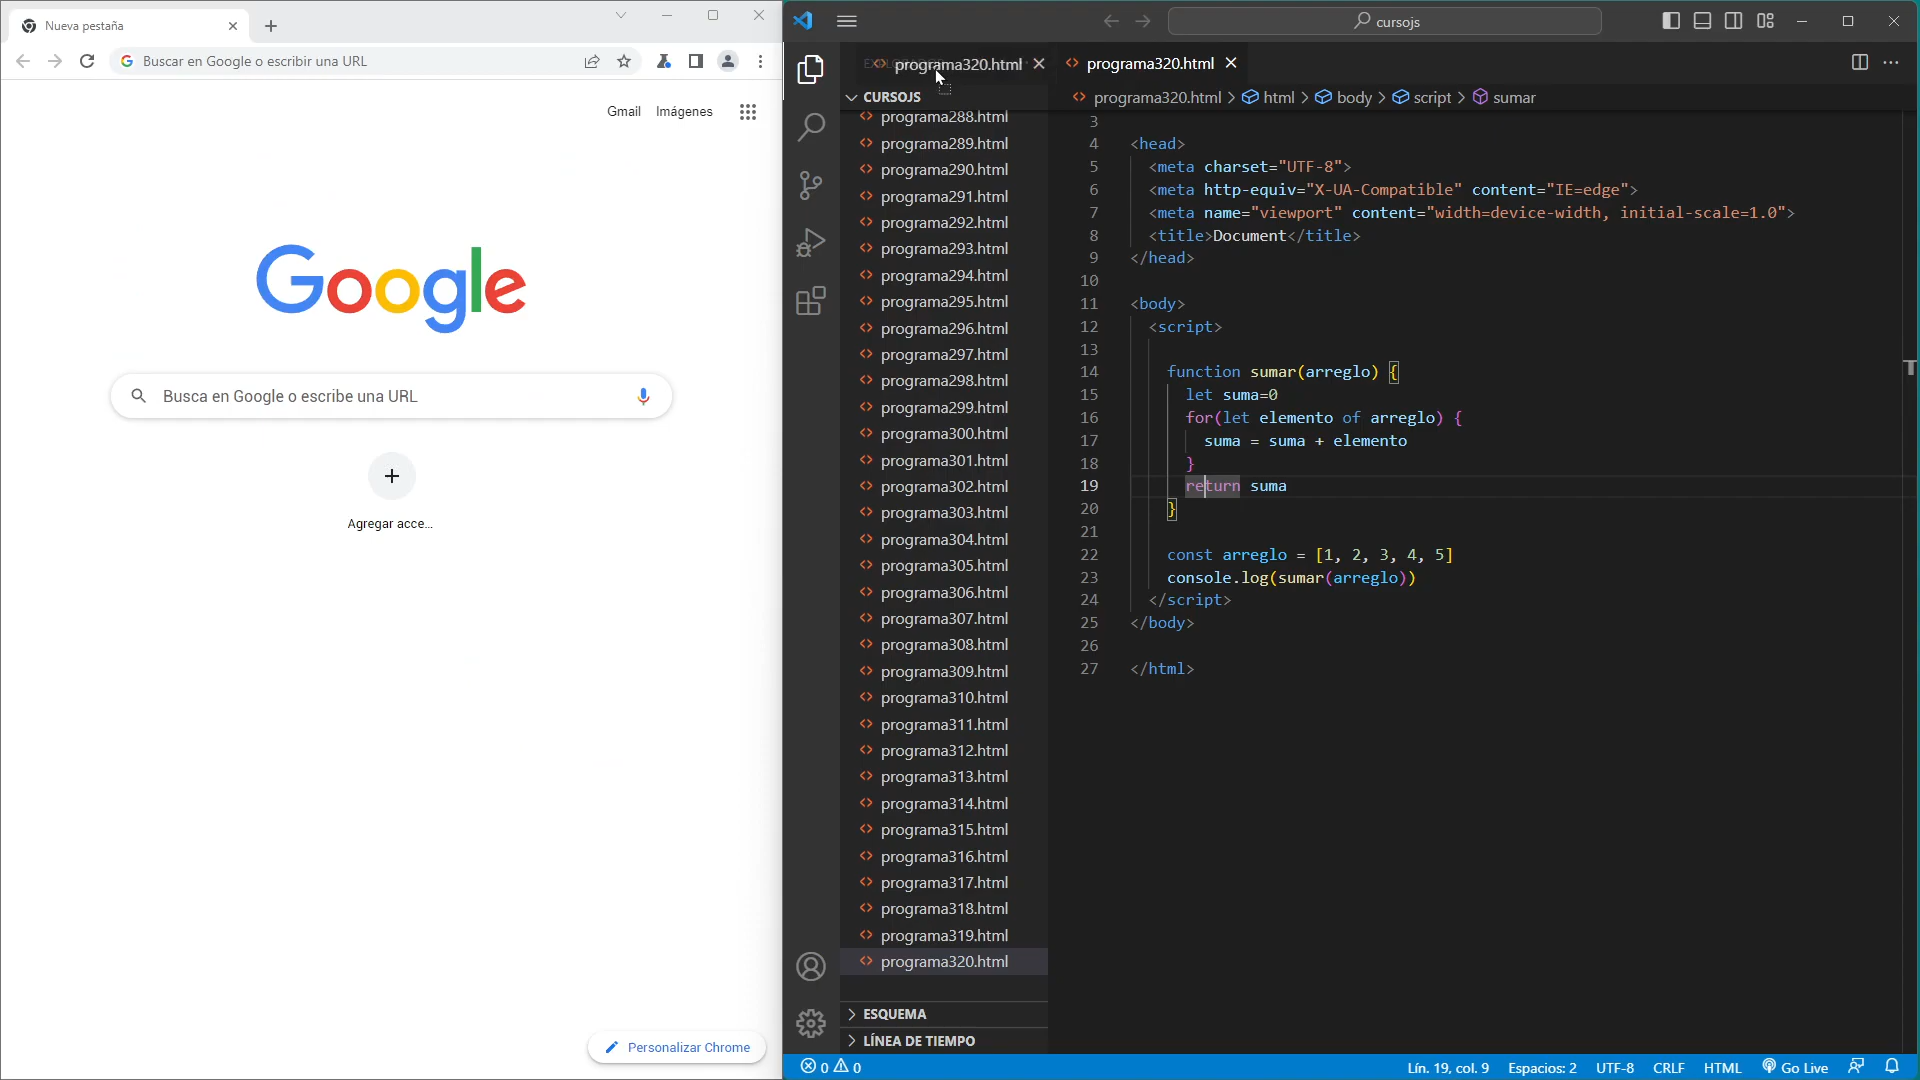 Nueva pestaña
Buscar en Google o escribir una URL
Gmail Imágenes
Google
Busca en Google o escribe una URL
Agregar acce...
Personalizar Chrome
cursojs
programa320.html
programa320.html
programa320.html > html > body > script > sumar
CURSOJS
programa288.html
programa289.html
programa290.html
programa291.html
programa292.html
programa293.html
programa294.html
programa295.html
programa296.html
programa297.html
programa298.html
programa299.html
programa300.html
programa301.html
programa302.html
programa303.html
programa304.html
programa305.html
programa306.html
programa307.html
programa308.html
programa309.html
programa310.html
programa311.html
programa312.html
programa313.html
programa314.html
programa315.html
programa316.html
programa317.html
programa318.html
programa319.html
programa320.html
ESQUEMA
LÍNEA DE TIEMPO
3
4 <head>
5 <meta charset="UTF-8">
6 <meta http-equiv="X-UA-Compatible" content="IE=edge">
7 <meta name="viewport" content="width=device-width, initial-scale=1.0">
8 <title>Document</title>
9 </head>
10
11 <body>
12 <script>
13
14 function sumar(arreglo) {
15 let suma=0
16 for(let elemento of arreglo) {
17 suma = suma + elemento
18 }
19 return suma
20 }
21
22 const arreglo = [1, 2, 3, 4, 5]
23 console.log(sumar(arreglo))
24 </script>
25 </body>
26
27 </html>
0 0
Lín. 19, col. 9 Espacios: 2 UTF-8 CRLF HTML Go Live